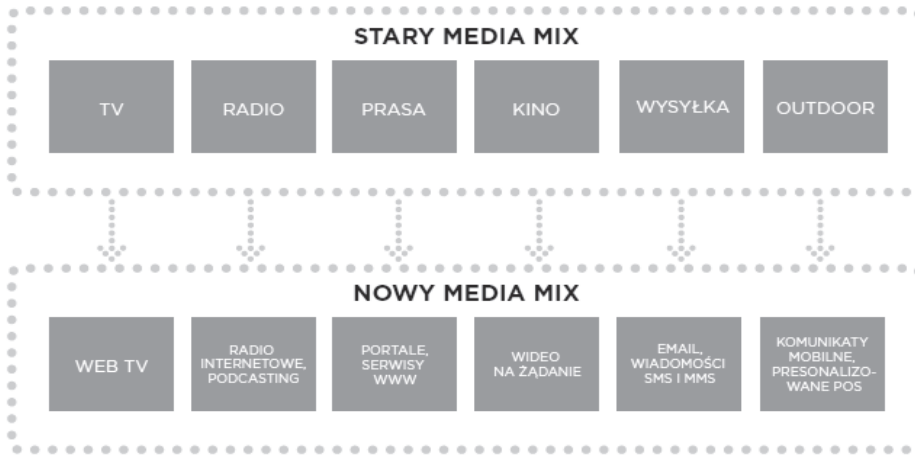 STARY MEDIA MIX
TV
RADIO
PRASA
KINO
WYSYŁKA
OUTDOOR
NOWY MEDIA MIX
WEB TV
RADIO
INTERNETOWE,
PODCASTING
PORTALE,
SERWISY
WWW
WIDEO
NA ŻĄDANIE
EMAIL,
WIADOMOŚCI
SMS I MMS
KOMUNIKATY
MOBILNE,
PRESONALIZO-
WANE POS